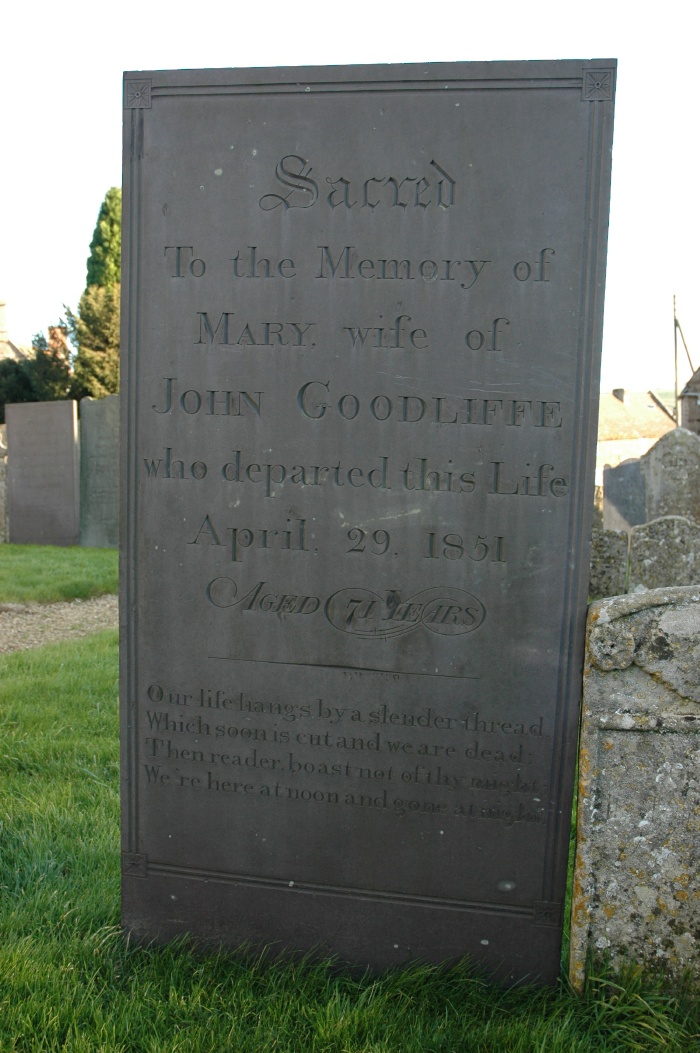 Sacred
To the Memory of
MARY, wife of
JOHN GOODLIFFE
who departed this Life
April, 29, 1851
AGED 71 YEARS
Our life hangs by a slender thread
Which soon is cut and we are dead:
Then reader, boast not of thy might
We're here at noon and gone at night